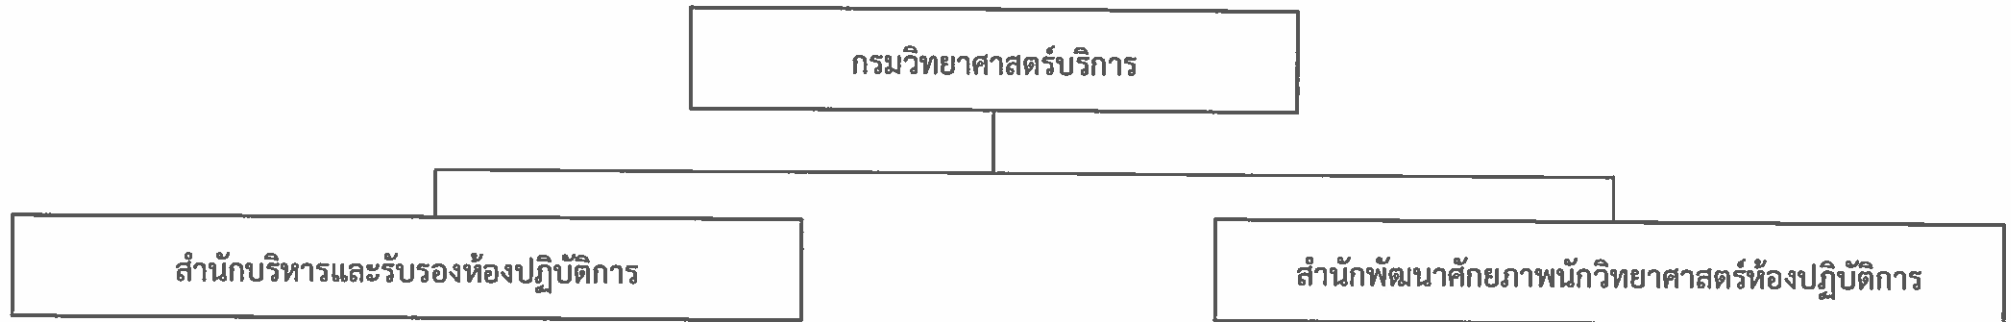 กรมวิทยาศาสตร์บริการ
สำนักบริหารและรับรองห้องปฏิบัติการ
สำนักพัฒนาศักยภาพนักวิทยาศาสตร์ห้องปฏิบัติการ